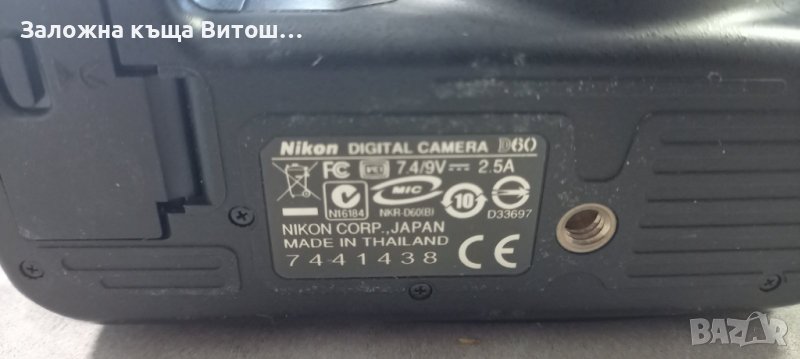 Заложна къща Витош...
Nikon DIGITAL CAMERA D60
FC 7.4/9V 2.5A
N16184 NKR-D60(B) MIC 10 D33697
NIKON CORP.,JAPAN
MADE IN THAILAND
7441438 CE
BAZAR